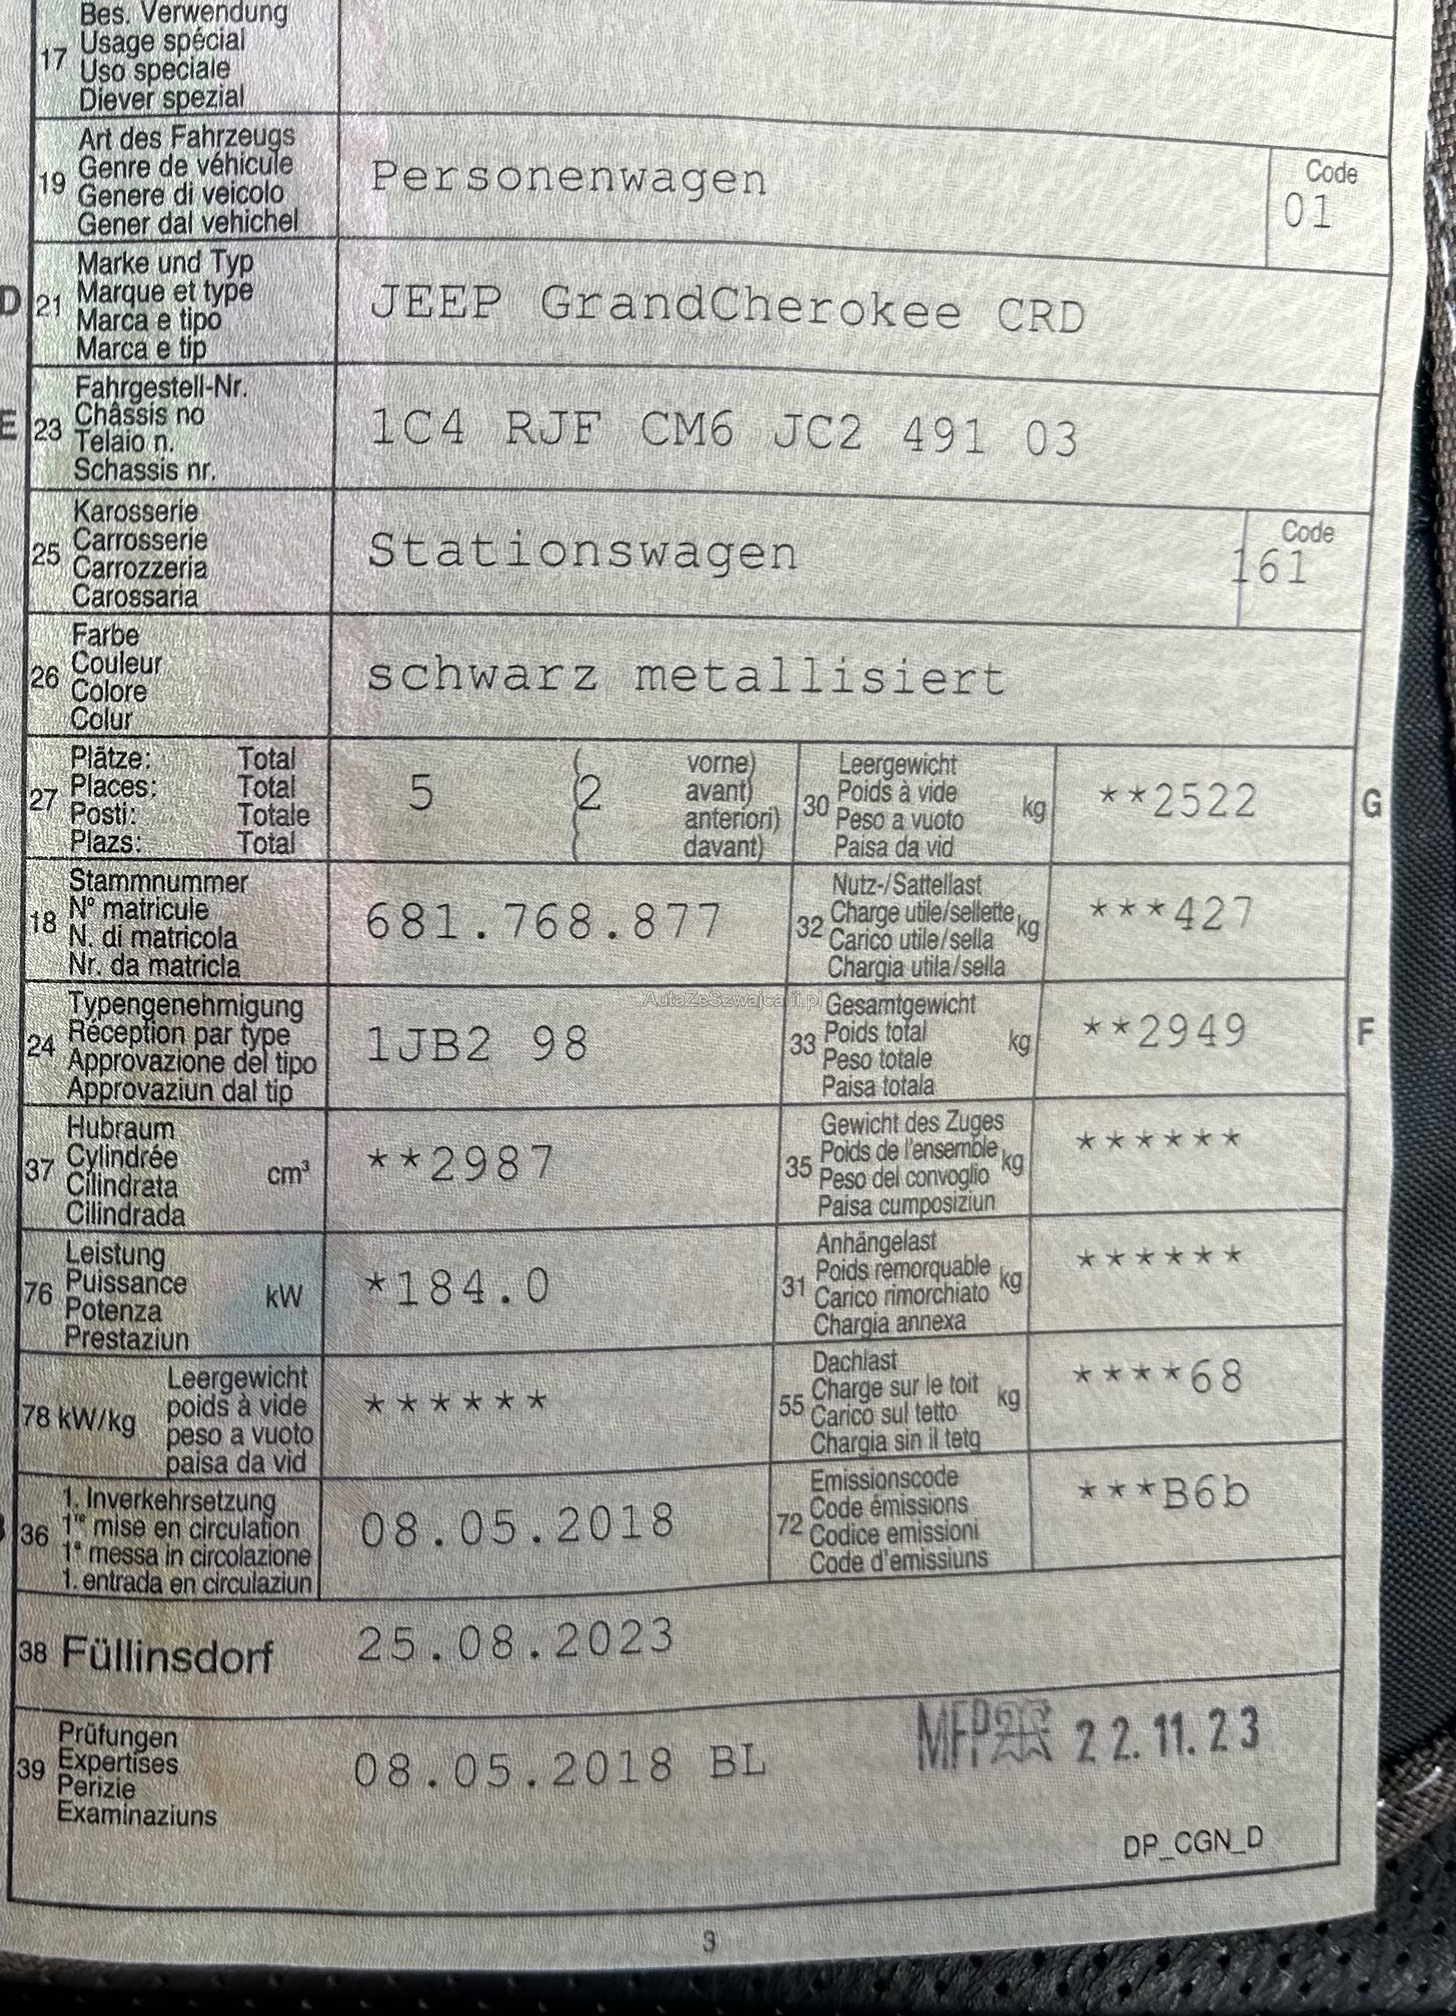 Bes. Verwendung
17 Usage spécial
Uso speciale
Diever spezial
Art des Fahrzeugs
19 Genre de véhicule
Genere di veicolo
Gener dal vehichel
Personenwagen
Code
01
Marke und Typ
D 21 Marque et type
Marca e tipo
Marca e tip
JEEP GrandCherokee CRD
Fahrgestell-Nr.
E 23 Châssis no
Telaio n.
Schassis nr.
1C4 RJF CM6 JC2 491 03
Karosserie
25 Carrosserie
Carrozzeria
Carossaria
Stationswagen
Code
161
Farbe
26 Couleur
Colore
Colur
schwarz metallisiert
Plätze: Total
27 Places: Total
Posti: Totale
Plazs: Total
5 (2 vorne)
avant)
anteriori)
davant)
Leergewicht
30 Poids à vide kg
Peso a vuoto
Paisa da vid
**2522
G
Stammnummer
18 N° matricule
N. di matricola
Nr. da matricla
681.768.877
Nutz-/Sattellast
32 Charge utile/sellette kg
Carico utile/sella
Chargia utila/sella
***427
AutaZeSzwajcarii.pl
Typengenehmigung
24 Réception par type
Approvazione del tipo
Approvaziun dal tip
1JB2 98
Gesamtgewicht
33 Poids total kg
Peso totale
Paisa totala
**2949
F
Hubraum
37 Cylindrée cm³
Cilindrata
Cilindrada
**2987
Gewicht des Zuges
35 Poids de l'ensemble kg
Peso del convoglio
Paisa cumposiziun
******
Leistung
76 Puissance kW
Potenza
Prestaziun
*184.0
Anhängelast
31 Poids remorquable kg
Carico rimorchiato
Chargia annexa
******
Leergewicht
78 kW/kg poids à vide
peso a vuoto
paisa da vid
******
Dachlast
55 Charge sur le toit kg
Carico sul tetto
Chargia sin il tetg
****68
1. Inverkehrsetzung
36 1re mise en circulation
1a messa in circolazione
1. entrada en circulaziun
08.05.2018
Emissionscode
72 Code émissions
Codice emissioni
Code d'emissiuns
***B6b
38 Füllinsdorf 25.08.2023
Prüfungen
39 Expertises
Perizie
Examinaziuns
08.05.2018 BL
22.11.23
DP_CGN_D
3